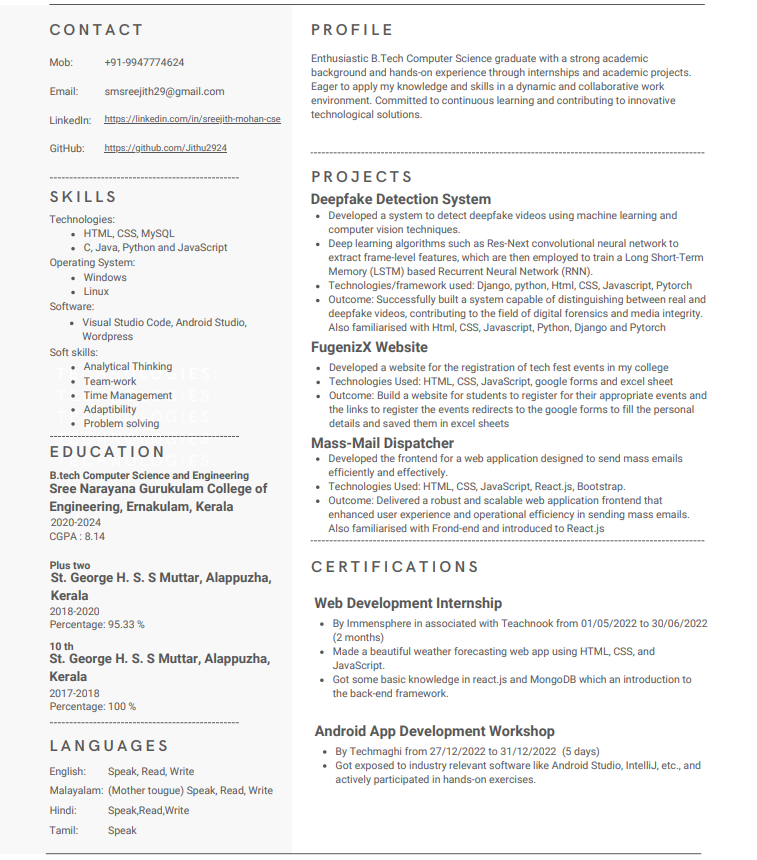 CONTACT
Mob: +91-9947774624
Email: smsreejith29@gmail.com
LinkedIn: https://linkedin.com/in/sreejith-mohan-cse
GitHub: https://github.com/Jithu2924
SKILLS
Technologies:
HTML, CSS, MySQL
C, Java, Python and JavaScript
Operating System:
Windows
Linux
Software:
Visual Studio Code, Android Studio,
Wordpress
Soft skills:
Analytical Thinking
Team-work
Time Management
Adaptibility
Problem solving
EDUCATION
B.tech Computer Science and Engineering
Sree Narayana Gurukulam College of
Engineering, Ernakulam, Kerala
2020-2024
CGPA : 8.14
Plus two
St. George H. S. S Muttar, Alappuzha,
Kerala
2018-2020
Percentage: 95.33 %
10 th
St. George H. S. S Muttar, Alappuzha,
Kerala
2017-2018
Percentage: 100 %
LANGUAGES
English: Speak, Read, Write
Malayalam: (Mother tougue) Speak, Read, Write
Hindi: Speak,Read,Write
Tamil: Speak
PROFILE
Enthusiastic B.Tech Computer Science graduate with a strong academic
background and hands-on experience through internships and academic projects.
Eager to apply my knowledge and skills in a dynamic and collaborative work
environment. Committed to continuous learning and contributing to innovative
technological solutions.
PROJECTS
Deepfake Detection System
Developed a system to detect deepfake videos using machine learning and
computer vision techniques.
Deep learning algorithms such as Res-Next convolutional neural network to
extract frame-level features, which are then employed to train a Long Short-Term
Memory (LSTM) based Recurrent Neural Network (RNN).
Technologies/framework used: Django, python, Html, CSS, Javascript, Pytorch
Outcome: Successfully built a system capable of distinguishing between real and
deepfake videos, contributing to the field of digital forensics and media integrity.
Also familiarised with Html, CSS, Javascript, Python, Django and Pytorch
FugenizX Website
Developed a website for the registration of tech fest events in my college
Technologies Used: HTML, CSS, JavaScript, google forms and excel sheet
Outcome: Build a website for students to register for their appropriate events and
the links to register the events redirects to the google forms to fill the personal
details and saved them in excel sheets
Mass-Mail Dispatcher
Developed the frontend for a web application designed to send mass emails
efficiently and effectively.
Technologies Used: HTML, CSS, JavaScript, React.js, Bootstrap.
Outcome: Delivered a robust and scalable web application frontend that
enhanced user experience and operational efficiency in sending mass emails.
Also familiarised with Frond-end and introduced to React.js
CERTIFICATIONS
Web Development Internship
By Immensphere in associated with Teachnook from 01/05/2022 to 30/06/2022
(2 months)
Made a beautiful weather forecasting web app using HTML, CSS, and
JavaScript.
Got some basic knowledge in react.js and MongoDB which an introduction to
the back-end framework.
Android App Development Workshop
By Techmaghi from 27/12/2022 to 31/12/2022 (5 days)
Got exposed to industry relevant software like Android Studio, IntelliJ, etc., and
actively participated in hands-on exercises.